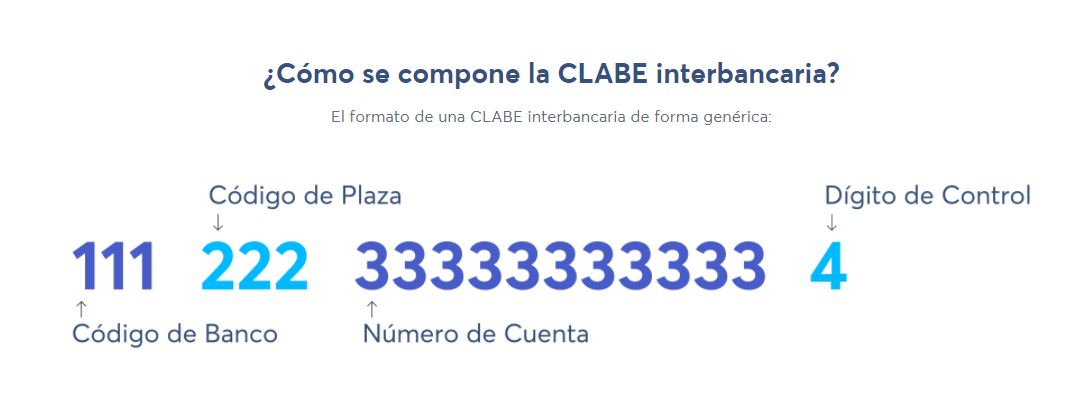 ¿Cómo se compone la CLABE interbancaria?
El formato de una CLABE interbancaria de forma genérica:
Código de Plaza Dígito de Control
↓ ↓
111 222 33333333333 4
↑ ↑
Código de Banco Número de Cuenta